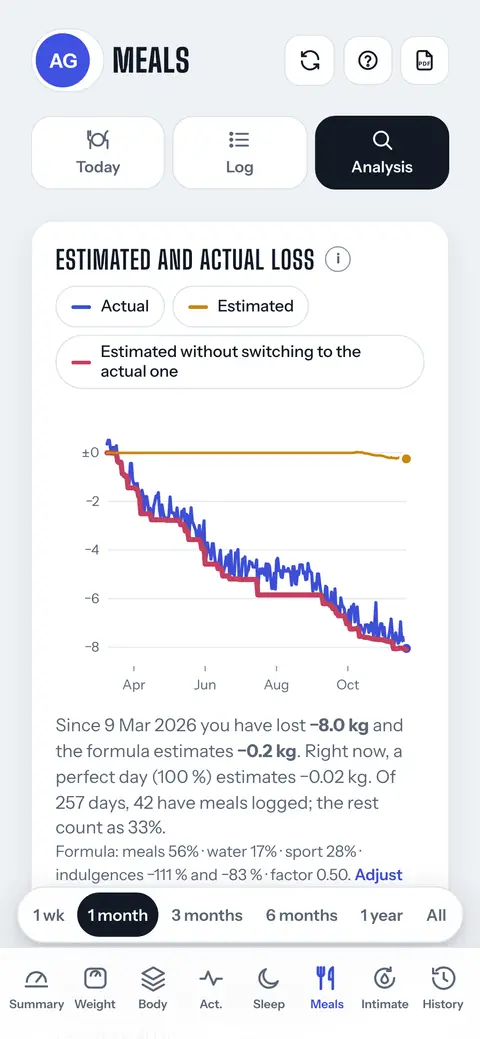 AG
MEALS
PDF
Today
Log
Analysis
ESTIMATED AND ACTUAL LOSS
i
Actual
Estimated
Estimated without switching to the
actual one
±0
−2
−4
−6
−8
Apr
Jun
Aug
Oct
Since 9 Mar 2026 you have lost −8.0 kg and
the formula estimates −0.2 kg. Right now, a
perfect day (100 %) estimates −0.02 kg. Of
257 days, 42 have meals logged; the rest
count as 33%.
Formula: meals 56% · water 17% · sport 28% ·
indulgences −111 % and −83 % · factor 0.50. Adjust
1 wk
1 month
3 months
6 months
1 year
All
Summary
Weight
Body
Act.
Sleep
Meals
Intimate
History